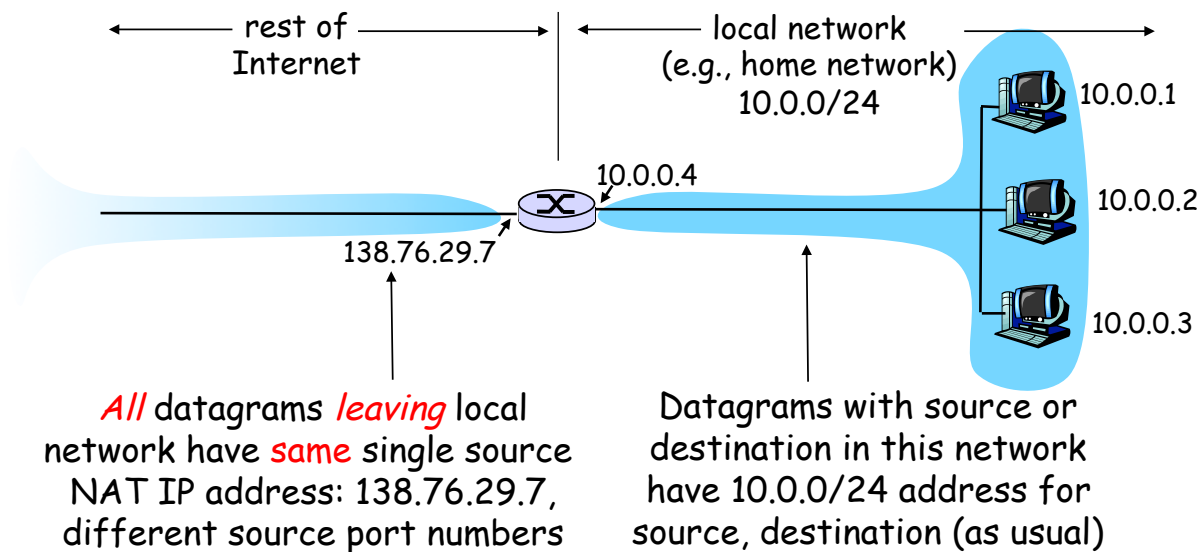 rest of
Internet
local network
(e.g., home network)
10.0.0/24
10.0.0.1
10.0.0.4
10.0.0.2
138.76.29.7
10.0.0.3
All datagrams leaving local
network have same single source
NAT IP address: 138.76.29.7,
different source port numbers
Datagrams with source or
destination in this network
have 10.0.0/24 address for
source, destination (as usual)